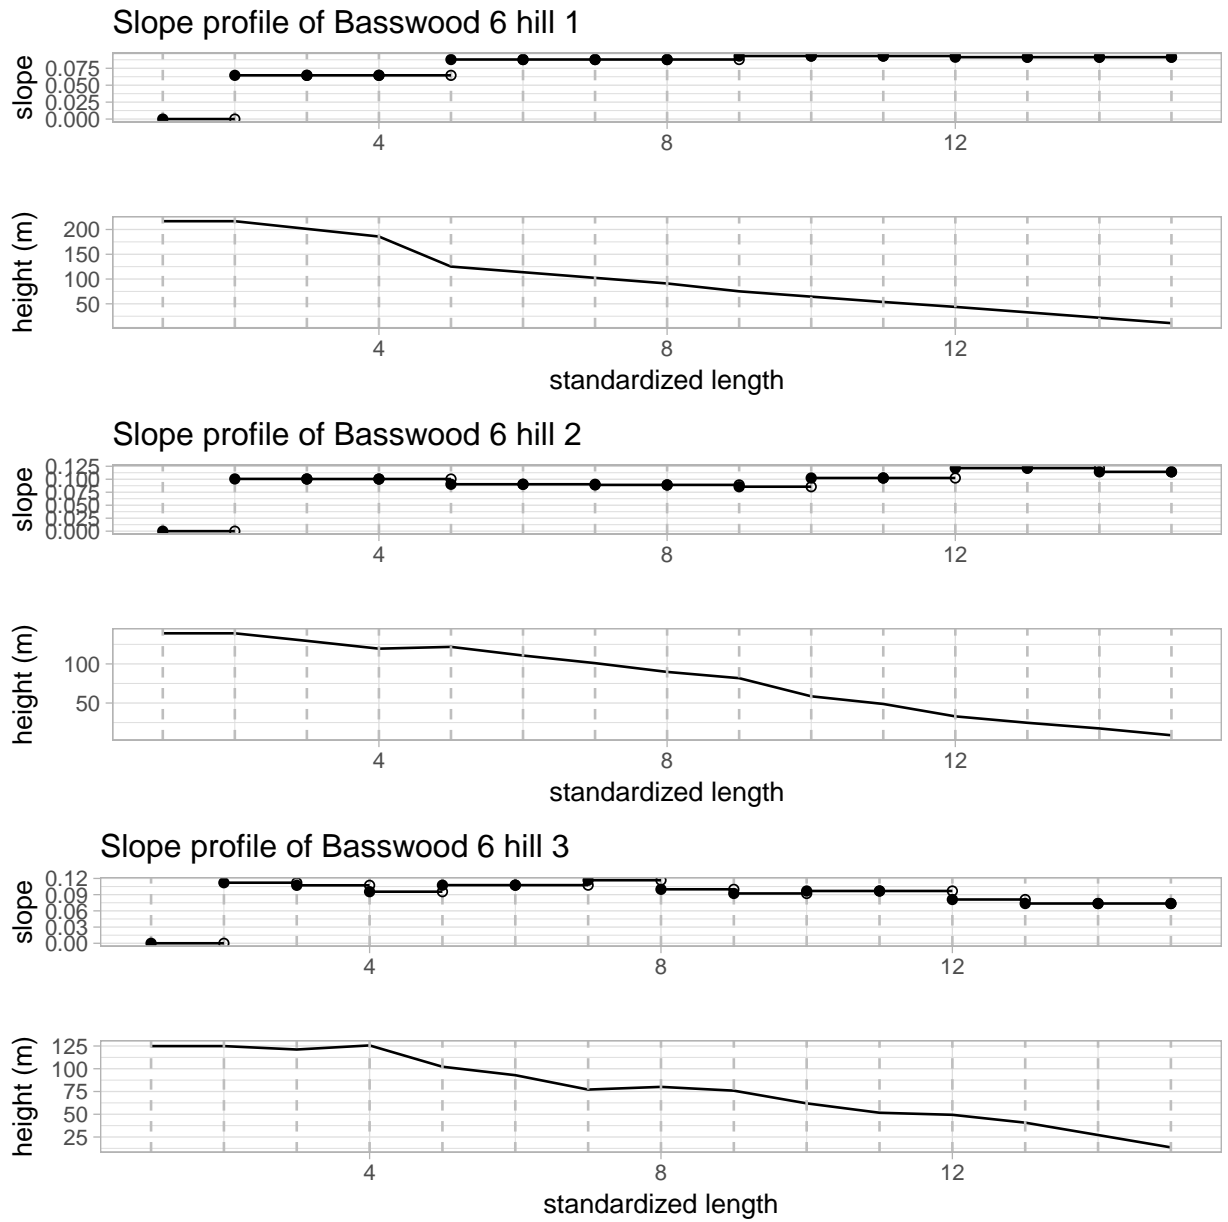 Slope profile of Basswood 6 hill 1
slope
0.075
0.050
0.025
0.000
4 8 12
height (m)
200
150
100
50
4 8 12
standardized length
Slope profile of Basswood 6 hill 2
slope
0.125
0.100
0.075
0.050
0.025
0.000
4 8 12
height (m)
100
50
4 8 12
standardized length
Slope profile of Basswood 6 hill 3
slope
0.12
0.09
0.06
0.03
0.00
4 8 12
height (m)
125
100
75
50
25
4 8 12
standardized length